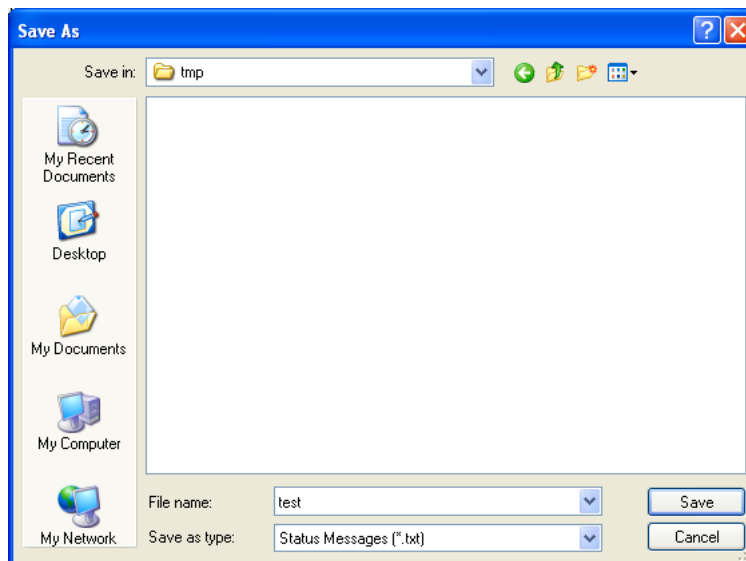 Save As
Save in:
tmp
My Recent
Documents
Desktop
My Documents
My Computer
My Network
File name:
test
Save
Save as type:
Status Messages (*.txt)
Cancel